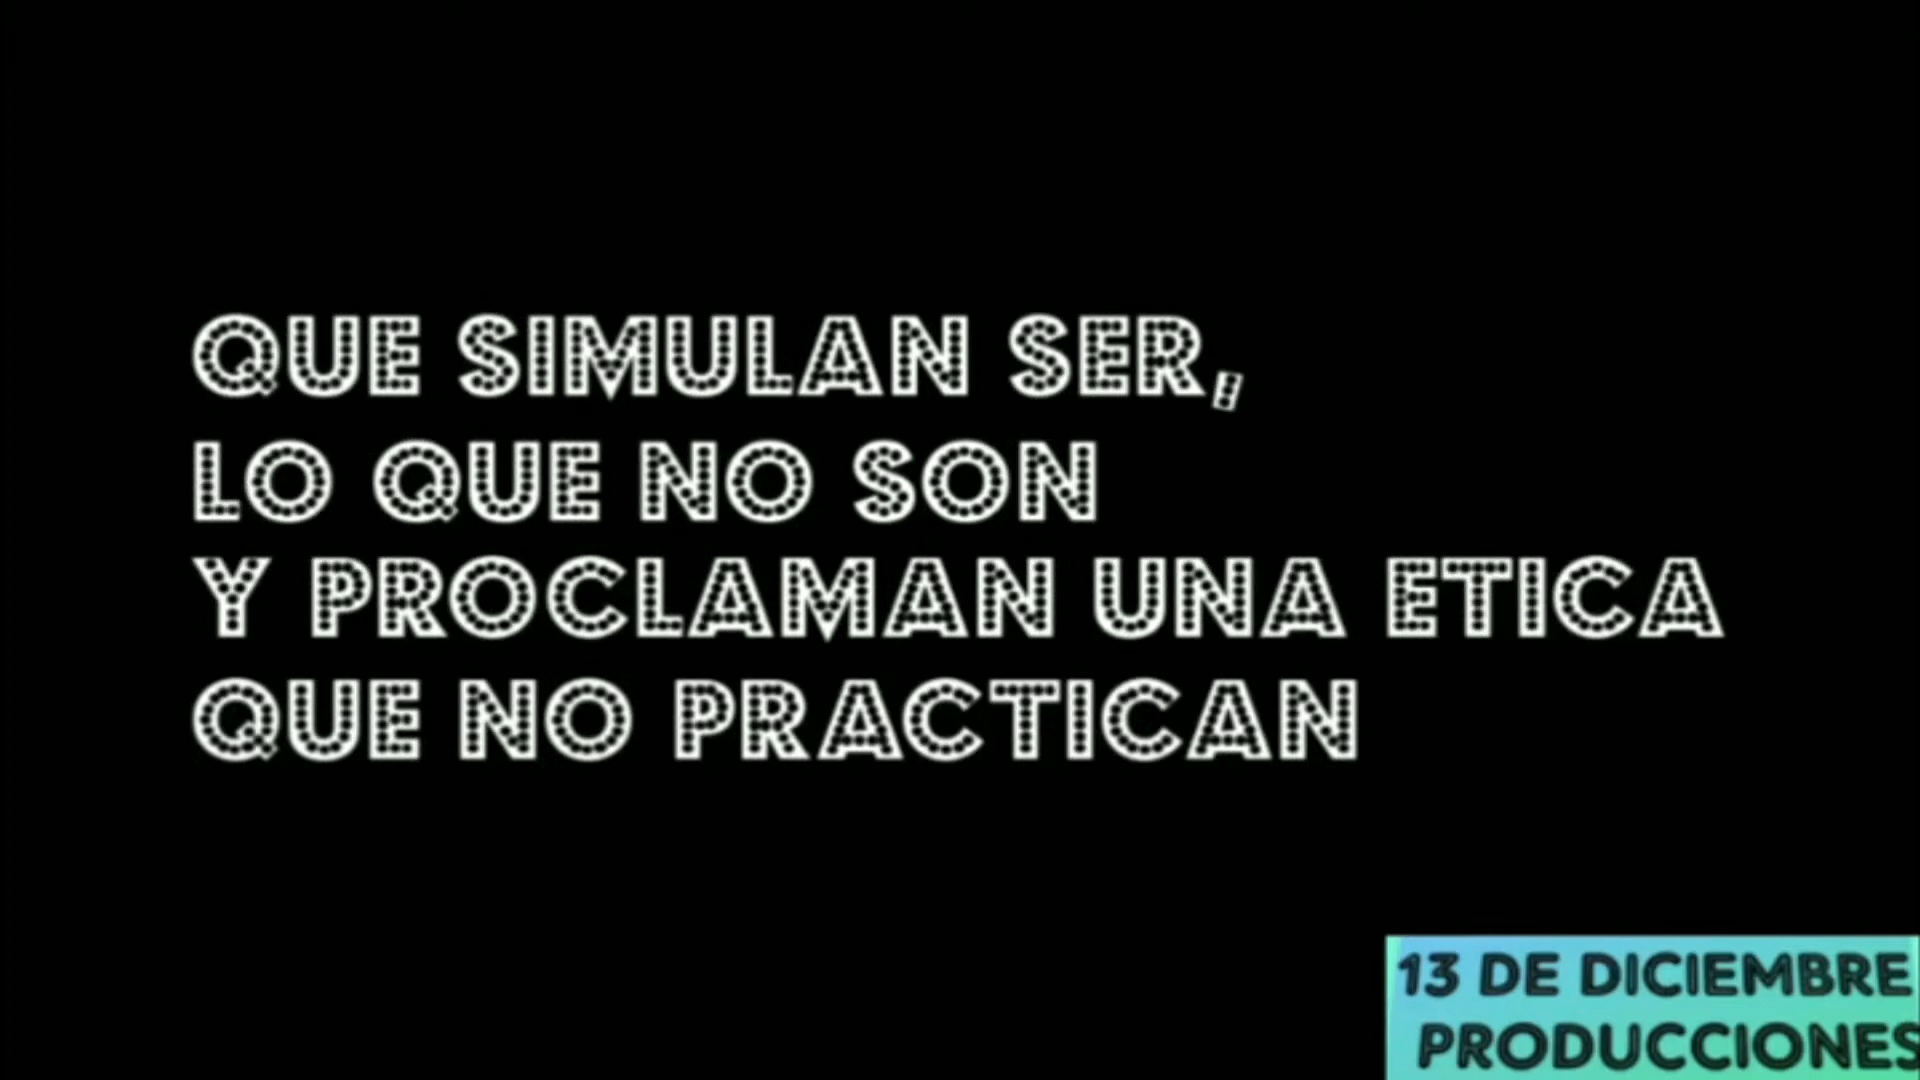 QUE SIMULAN SER,
LO QUE NO SON
Y PROCLAMAN UNA ETICA
QUE NO PRACTICAN
13 DE DICIEMBRE
PRODUCCIONES